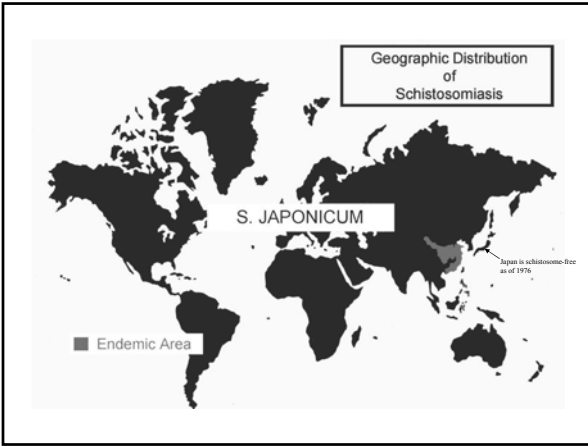 Geographic Distribution
of
Schistosomiasis
S. JAPONICUM
Japan is schistosome-free
as of 1976
Endemic Area